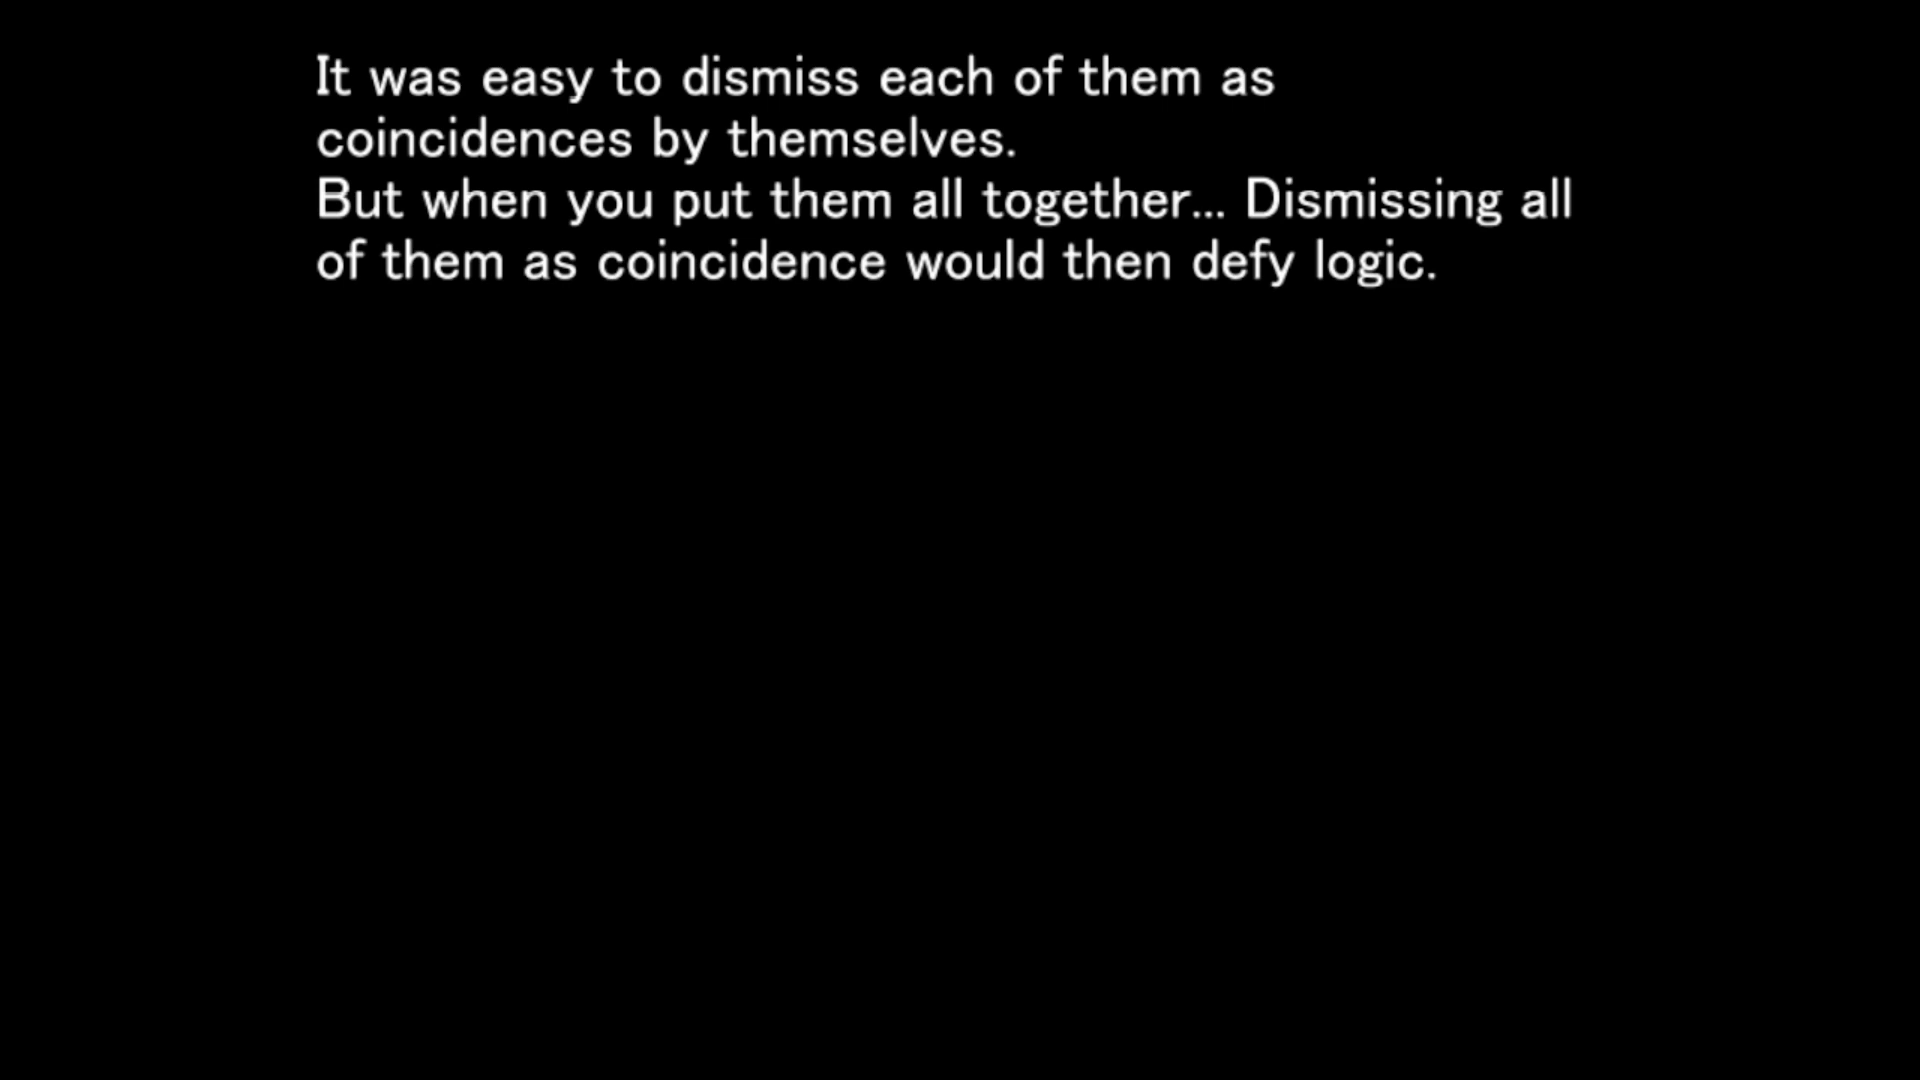 It was easy to dismiss each of them as
coincidences by themselves.
But when you put them all together... Dismissing all
of them as coincidence would then defy logic.